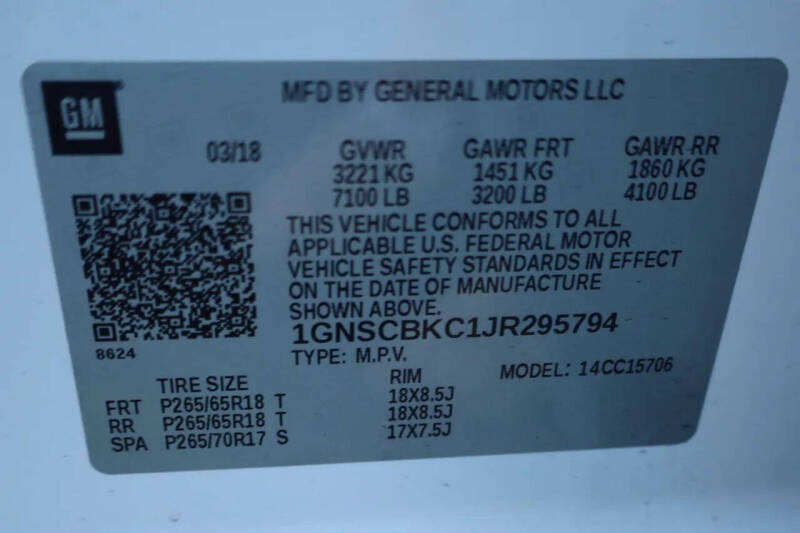 GM
MFD BY GENERAL MOTORS LLC
03/18 GVWR GAWR FRT GAWR RR
3221 KG 1451 KG 1860 KG
7100 LB 3200 LB 4100 LB
THIS VEHICLE CONFORMS TO ALL
APPLICABLE U.S. FEDERAL MOTOR
VEHICLE SAFETY STANDARDS IN EFFECT
ON THE DATE OF MANUFACTURE
SHOWN ABOVE.
1GNSCBKC1JR295794
8624
TYPE: M.P.V. MODEL: 14CC15706
TIRE SIZE RIM
FRT P265/65R18 T 18X8.5J
RR P265/65R18 T 18X8.5J
SPA P265/70R17 S 17X7.5J